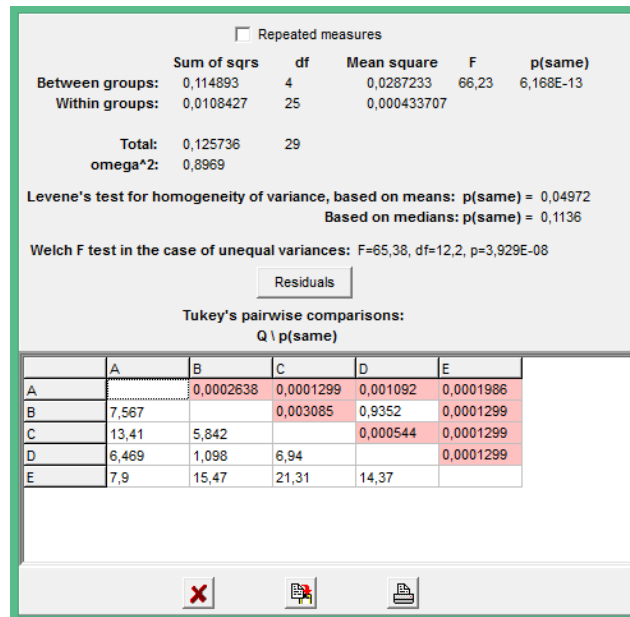 Repeated measures
Sum of sqrs df Mean square F p(same)
Between groups: 0,114893 4 0,0287233 66,23 6,168E-13
Within groups: 0,0108427 25 0,000433707
Total: 0,125736 29
omega^2: 0,8969
Levene's test for homogeneity of variance, based on means: p(same) = 0,04972
Based on medians: p(same) = 0,1136
Welch F test in the case of unequal variances: F=65,38, df=12,2, p=3,929E-08
Residuals
Tukey's pairwise comparisons:
Q \ p(same)
A B C D E
A 0,0002638 0,0001299 0,001092 0,0001986
B 7,567 0,003085 0,9352 0,0001299
C 13,41 5,842 0,000544 0,0001299
D 6,469 1,098 6,94 0,0001299
E 7,9 15,47 21,31 14,37